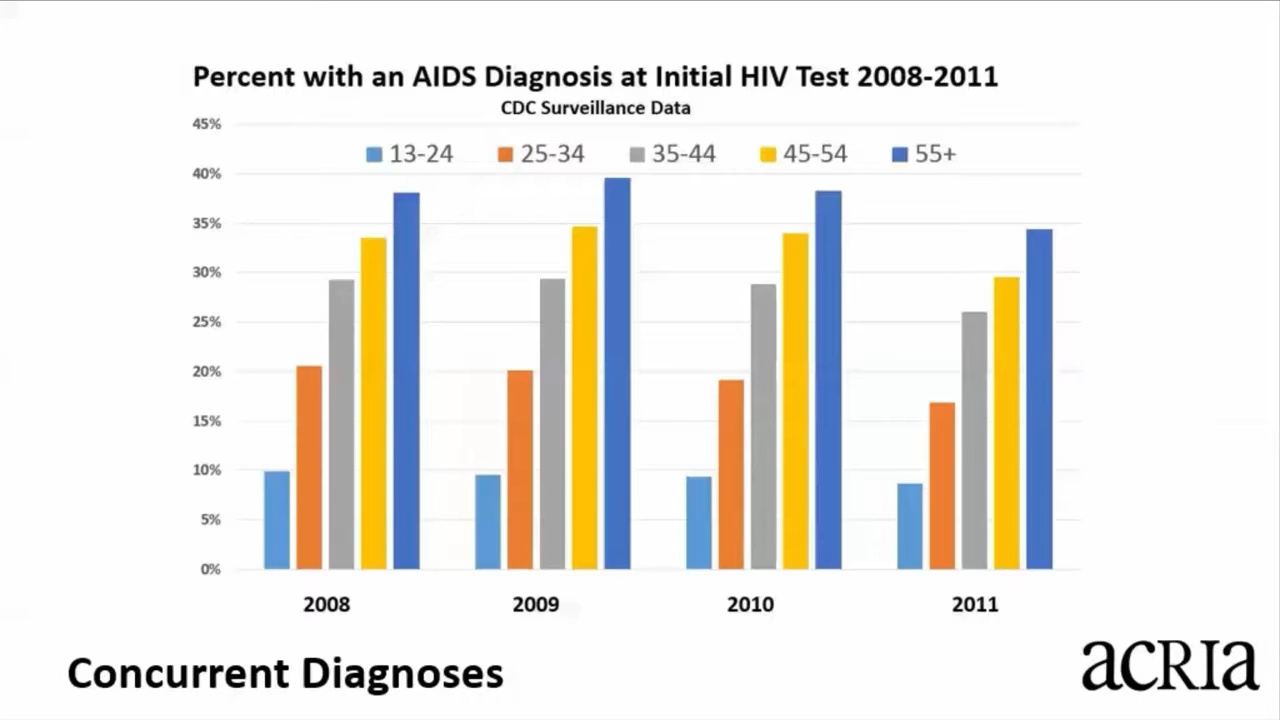 Percent with an AIDS Diagnosis at Initial HIV Test 2008-2011
CDC Surveillance Data
45%
13-24 25-34 35-44 45-54 55+
40%
35%
30%
25%
20%
15%
10%
5%
0%
2008 2009 2010 2011
Concurrent Diagnoses
acria